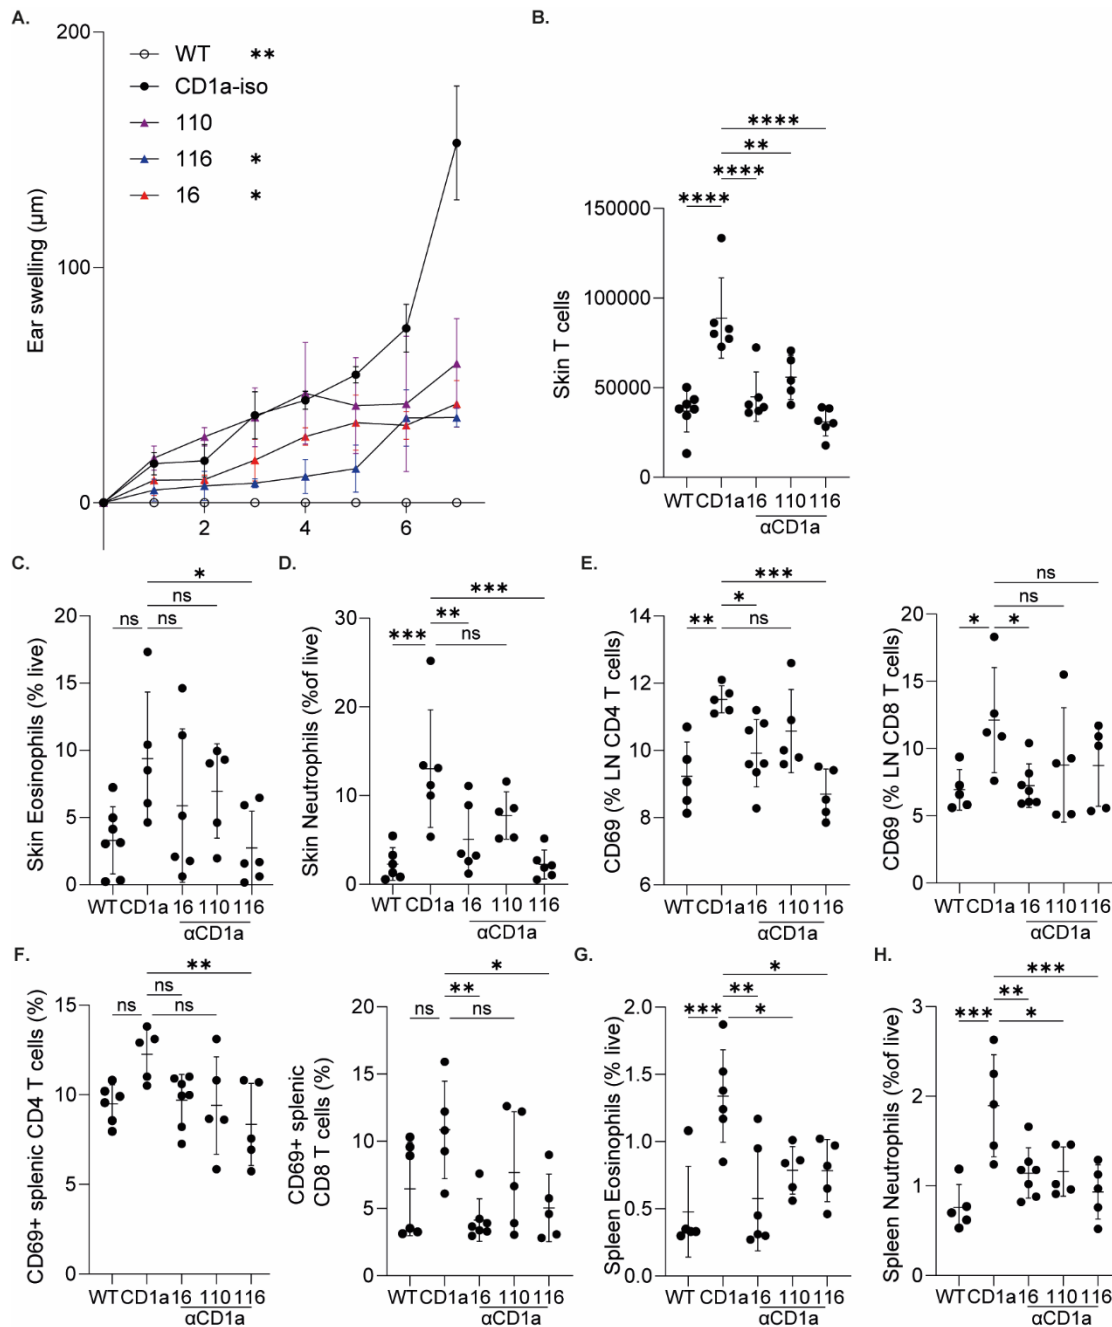 A.
200
100
0
2
4
6
Ear swelling (µm)
WT **
CD1a-iso
110
116 *
16 *
B.
****
**
****
****
150000
100000
50000
0
Skin T cells
WT CD1a 16 110 116
αCD1a
C.
*
ns
ns ns
20
15
10
5
0
Skin Eosinophils (% live)
WT CD1a 16 110 116
αCD1a
D.
***
**
*** ns
30
20
10
0
Skin Neutrophils (%of live)
WT CD1a 16 110 116
αCD1a
E.
***
*
** ns
14
12
10
8
6
CD69 (% LN CD4 T cells)
WT CD1a 16 110 116
αCD1a
ns
ns
* *
20
15
10
5
0
CD69 (% LN CD8 T cells)
WT CD1a 16 110 116
αCD1a
F.
**
ns
ns ns
15
10
5
0
CD69+ splenic CD4 T cells (%)
WT CD1a 16 110 116
αCD1a
*
**
ns ns
20
15
10
5
0
CD69+ splenic
CD8 T cells (%)
WT CD1a 16 110 116
αCD1a
G.
*
**
*** *
2.0
1.5
1.0
0.5
0.0
Spleen Eosinophils (% live)
WT CD1a 16 110 116
αCD1a
H.
***
**
*** *
3
2
1
0
Spleen Neutrophils (%of live)
WT CD1a 16 110 116
αCD1a